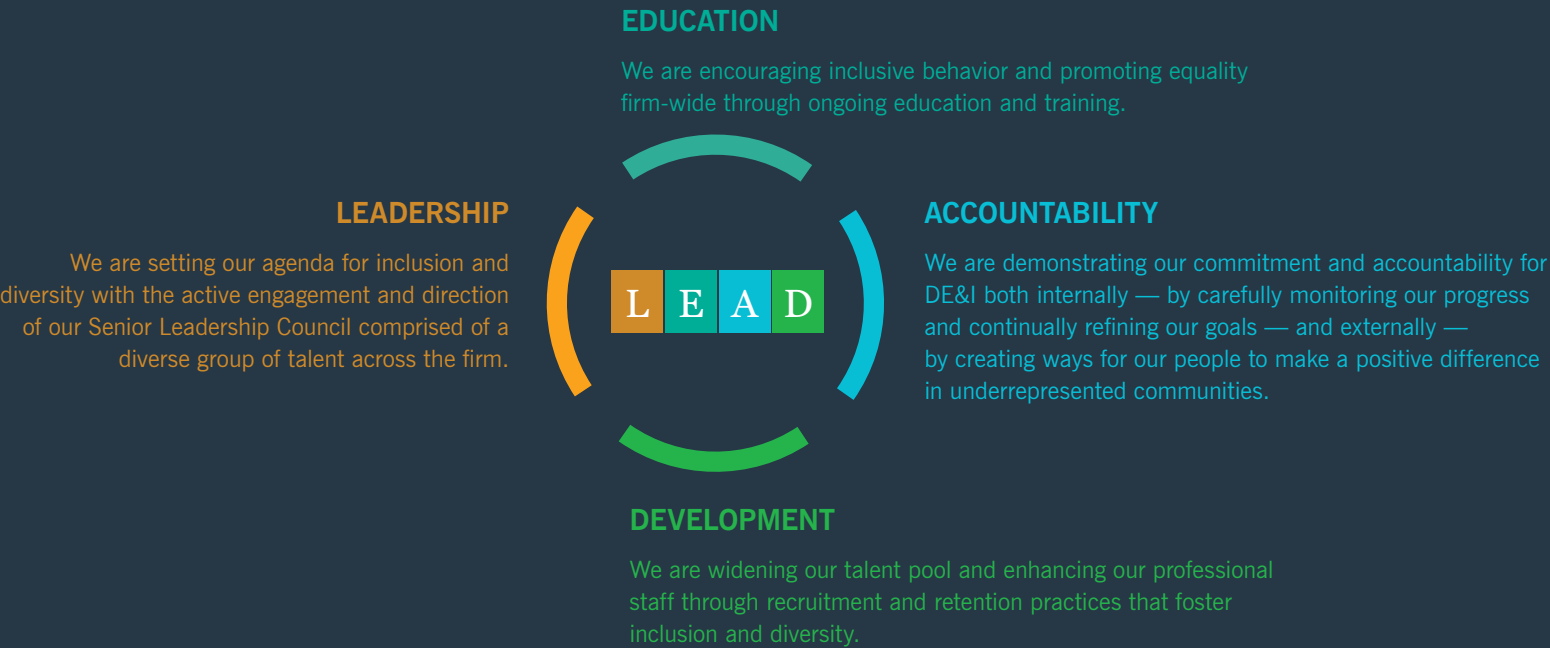 EDUCATION
We are encouraging inclusive behavior and promoting equality
firm-wide through ongoing education and training.
LEADERSHIP
We are setting our agenda for inclusion and
diversity with the active engagement and direction
of our Senior Leadership Council comprised of a
diverse group of talent across the firm.
L E A D
ACCOUNTABILITY
We are demonstrating our commitment and accountability for
DE&I both internally — by carefully monitoring our progress
and continually refining our goals — and externally —
by creating ways for our people to make a positive difference
in underrepresented communities.
DEVELOPMENT
We are widening our talent pool and enhancing our professional
staff through recruitment and retention practices that foster
inclusion and diversity.